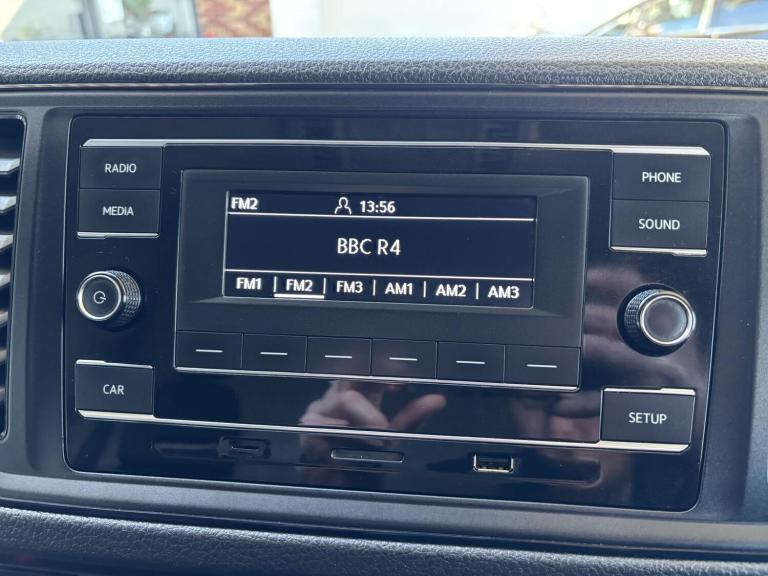 RADIO
PHONE
MEDIA
SOUND
FM2 13:56
BBC R4
FM1 | FM2 | FM3 | AM1 | AM2 | AM3
CAR
SETUP